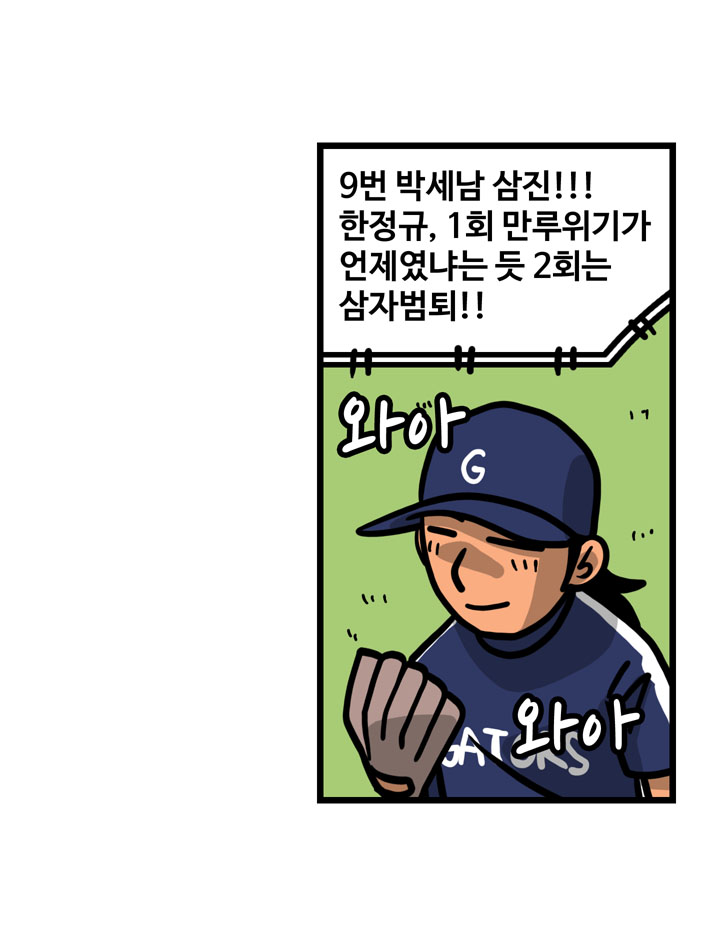 9번 박세남 삼진!!!
한정규, 1회 만루위기가
언제였냐는 듯 2회는
삼자범퇴!!
와아
G
와아
GATORS